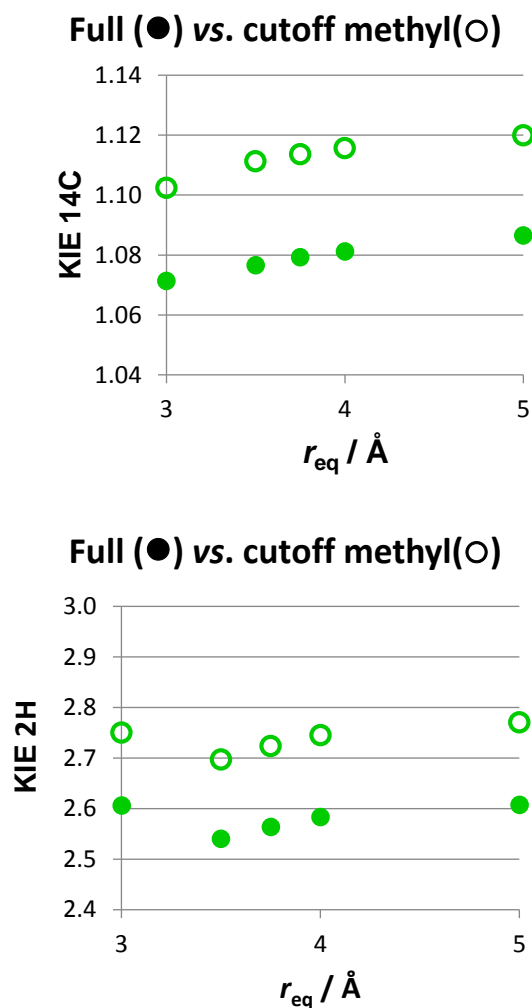 Full (●) vs. cutoff methyl(○)
1.14
1.12
1.10
1.08
1.06
1.04
KIE 14C
3 4 5
req / Å
Full (●) vs. cutoff methyl(○)
3.0
2.9
2.8
2.7
2.6
2.5
2.4
KIE 2H
3 4 5
req / Å